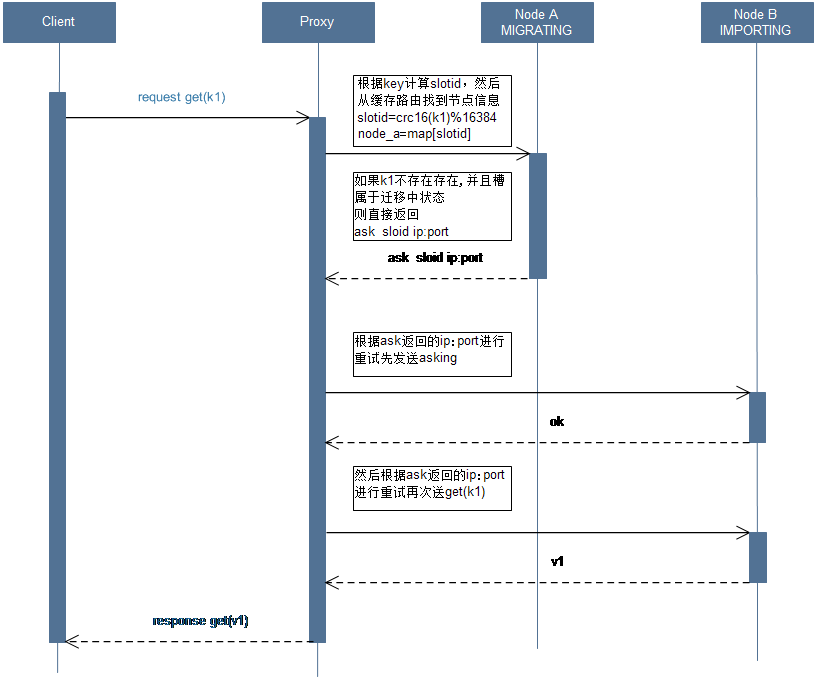 Client
Proxy
Node A
MIGRATING
Node B
IMPORTING
request get(k1)
根据key计算slotid，然后
从缓存路由找到节点信息
slotid=crc16(k1)%16384
node_a=map[slotid]
如果k1不存在存在,并且槽
属于迁移中状态
则直接返回
ask sloid ip:port
ask sloid ip:port
根据ask返回的ip：port进行
重试先发送asking
ok
然后根据ask返回的ip：port
进行重试再次送get(k1)
v1
response get(v1)